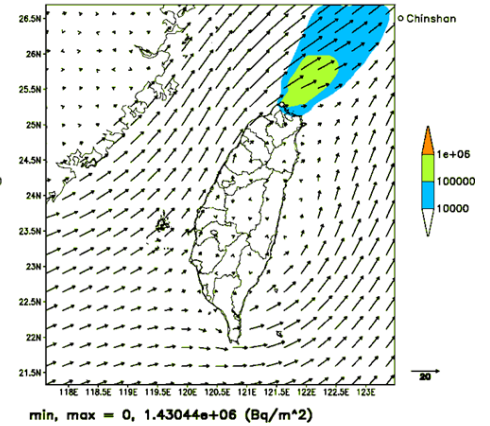 26.5N
Chinshan
26N
25.5N
25N
24.5N
24N
23.5N
23N
22.5N
22N
21.5N
1e+06
100000
10000
118E 118.5E 119E 119.5E 120E 120.5E 121E 121.5E 122E 122.5E 123E
20
min, max = 0, 1.43044e+06 (Bq/m^2)